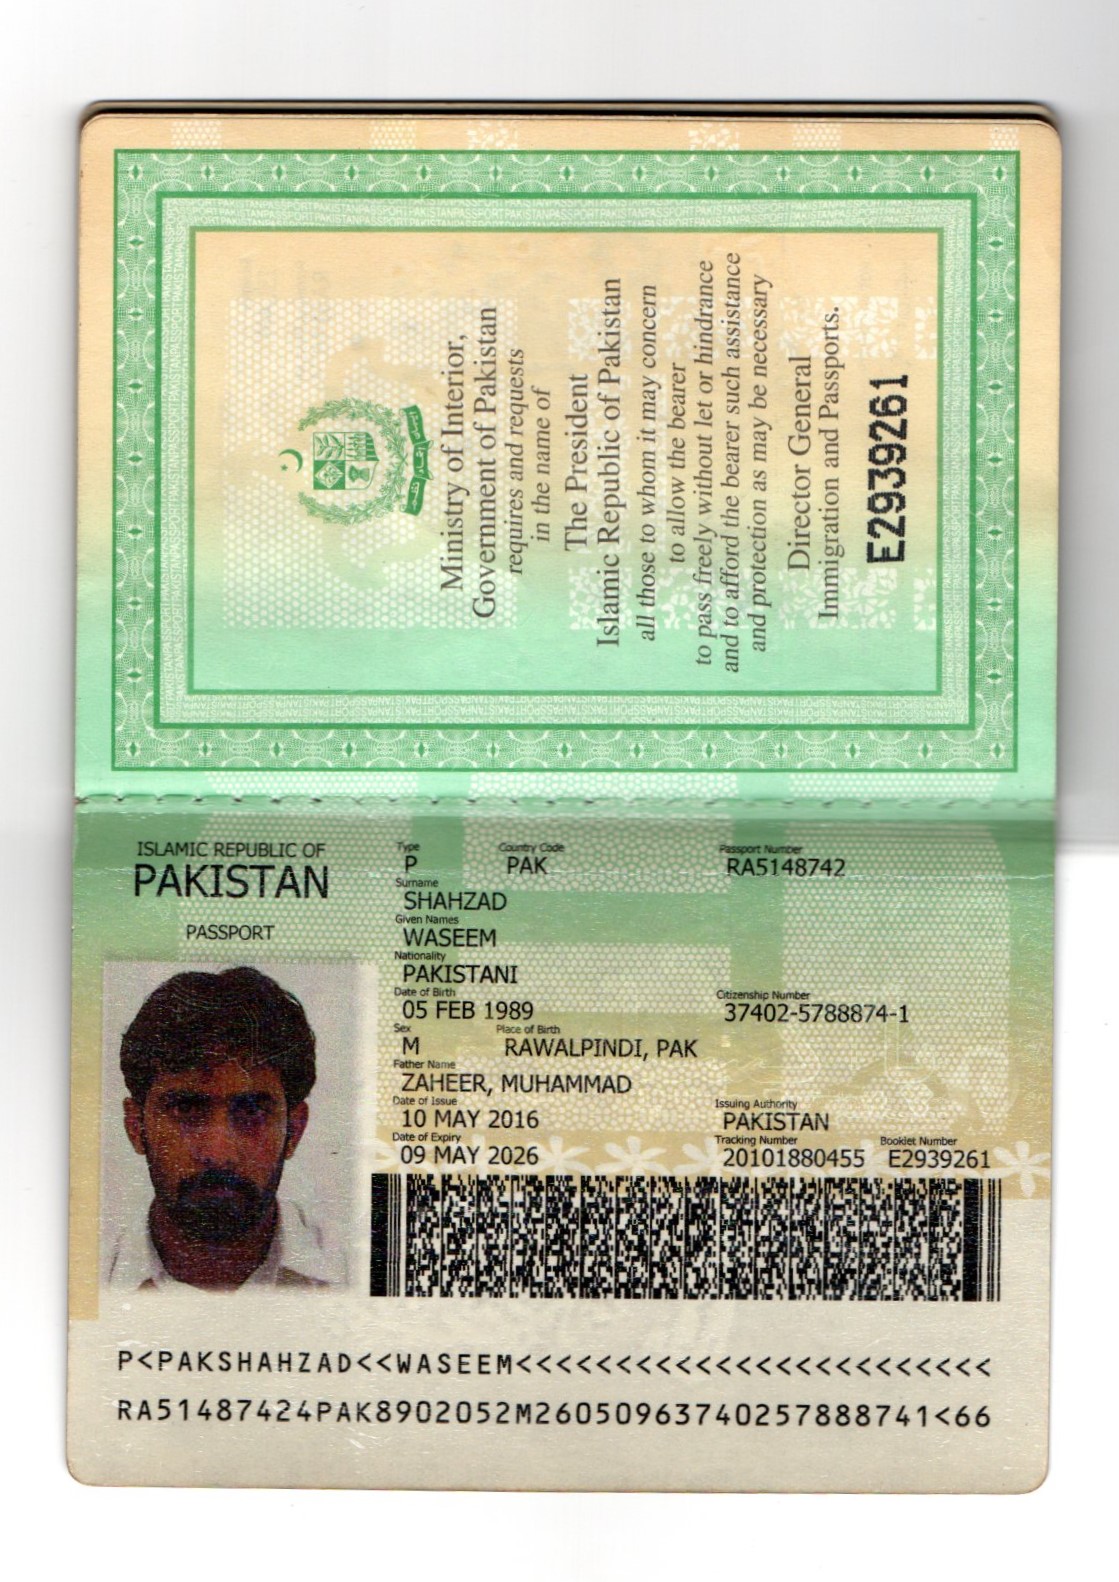 Ministry of Interior,
Government of Pakistan
requires and requests
in the name of
The President
Islamic Republic of Pakistan
all those to whom it may concern
to allow the bearer
to pass freely without let or hindrance
and to afford the bearer such assistance
and protection as may be necessary
Director General
Immigration and Passports.
E2939261
ISLAMIC REPUBLIC OF
PAKISTAN
PASSPORT
Type Country Code Passport Number
P PAK RA5148742
Surname
SHAHZAD
Given Names
WASEEM
Nationality
PAKISTANI
Date of Birth Citizenship Number
05 FEB 1989 37402-5788874-1
Sex Place of Birth
M RAWALPINDI, PAK
Father Name
ZAHEER, MUHAMMAD
Date of Issue Issuing Authority
10 MAY 2016 PAKISTAN
Date of Expiry Tracking Number Booklet Number
09 MAY 2026 20101880455 E2939261
P<PAKSHAHZAD<<WASEEM<<<<<<<<<<<<<<<<<<<<<<<<
RA51487424PAK8902052M26050963740257888741<66